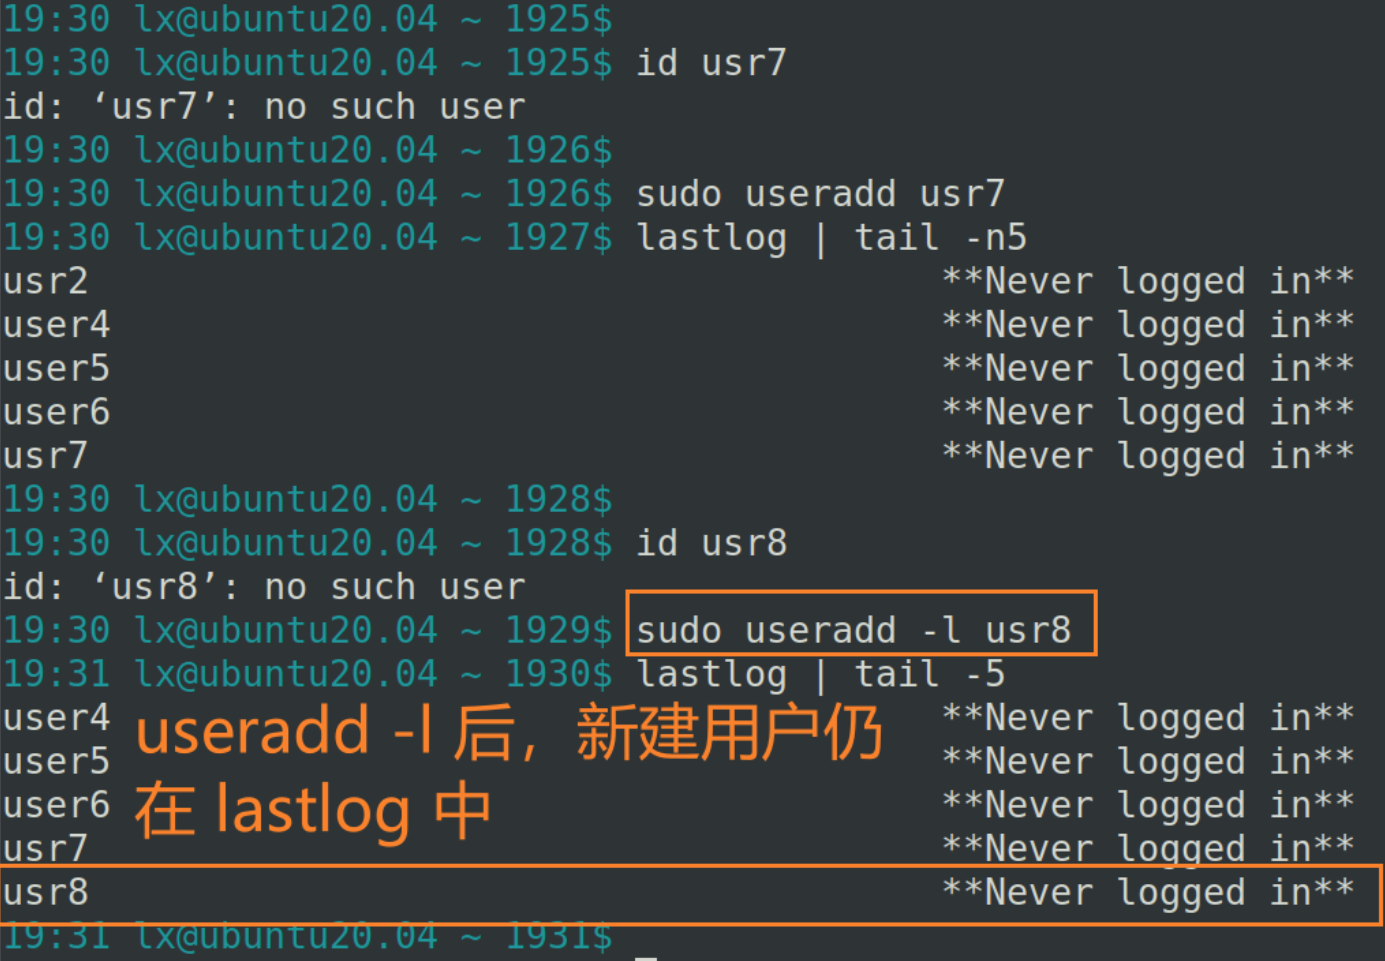 19:30 lx@ubuntu20.04 ~ 1925$
19:30 lx@ubuntu20.04 ~ 1925$ id usr7
id: ‘usr7’: no such user
19:30 lx@ubuntu20.04 ~ 1926$
19:30 lx@ubuntu20.04 ~ 1926$ sudo useradd usr7
19:30 lx@ubuntu20.04 ~ 1927$ lastlog | tail -n5
usr2 **Never logged in**
user4 **Never logged in**
user5 **Never logged in**
user6 **Never logged in**
usr7 **Never logged in**
19:30 lx@ubuntu20.04 ~ 1928$
19:30 lx@ubuntu20.04 ~ 1928$ id usr8
id: ‘usr8’: no such user
19:30 lx@ubuntu20.04 ~ 1929$ sudo useradd -l usr8
19:31 lx@ubuntu20.04 ~ 1930$ lastlog | tail -5
user4 **Never logged in**
useradd -l 后，新建用户仍
user5 **Never logged in**
user6 **Never logged in**
在 lastlog 中
usr7 **Never logged in**
usr8 **Never logged in**
19:31 lx@ubuntu20.04 ~ 1931$